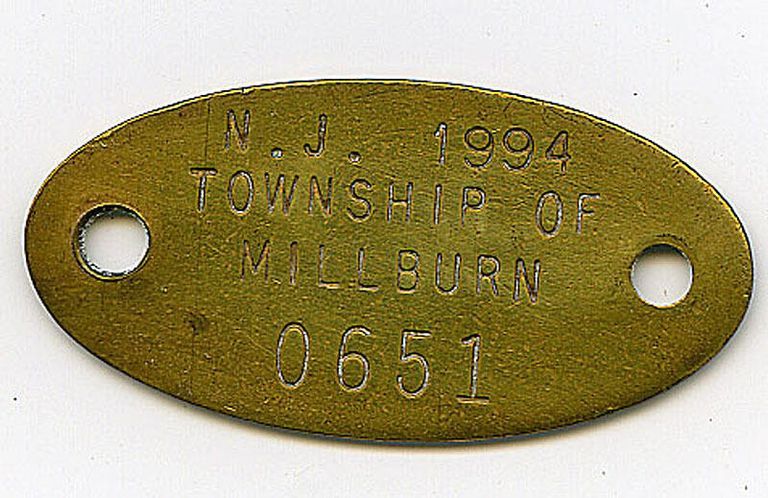 N.J. 1994
TOWNSHIP OF
MILLBURN
0651